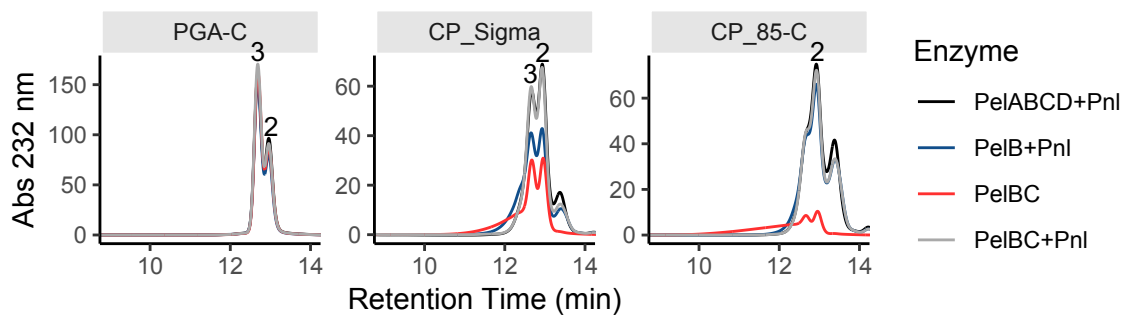 PGA-C
CP_Sigma
CP_85-C
Enzyme
PelABCD+Pnl
PelB+Pnl
PelBC
PelBC+Pnl
Abs 232 nm
150
100
50
0
3
2
60
40
20
0
3
2
60
40
20
0
2
10 12 14
10 12 14
10 12 14
Retention Time (min)